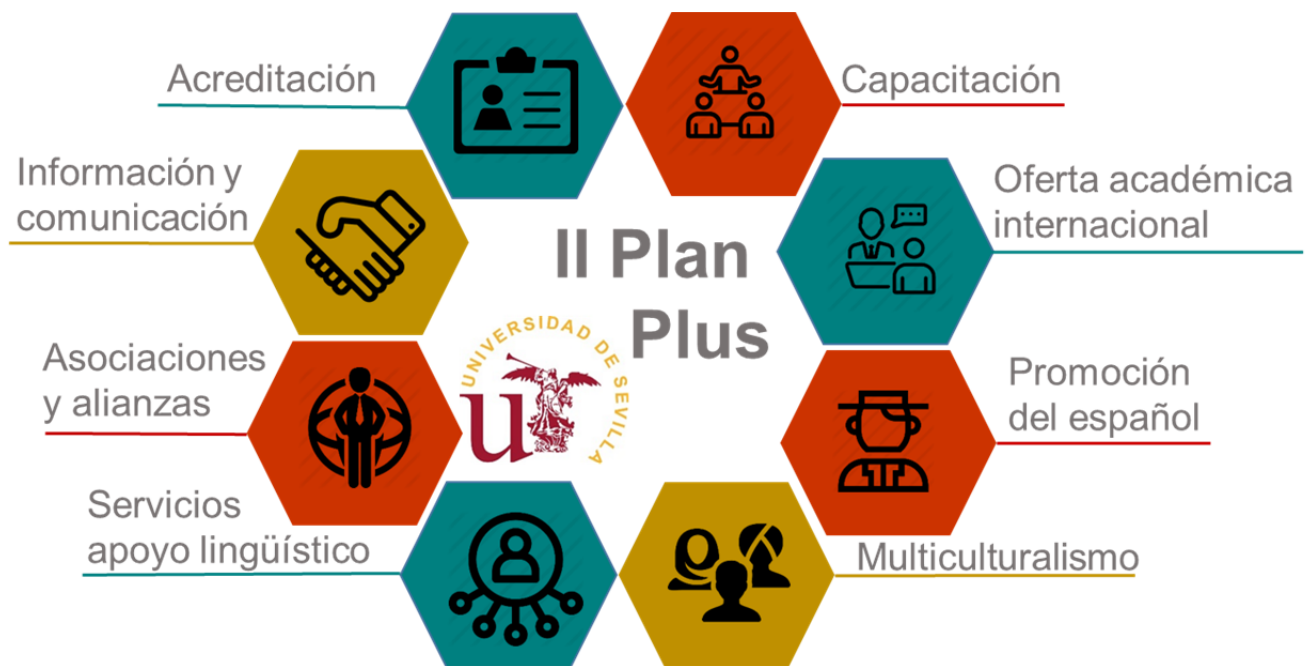 Acreditación
Capacitación
Información y
comunicación
Oferta académica
internacional
II Plan
Plus
UNIVERSIDAD DE SEVILLA
u
Asociaciones
y alianzas
Promoción
del español
Servicios
apoyo lingüístico
Multiculturalismo